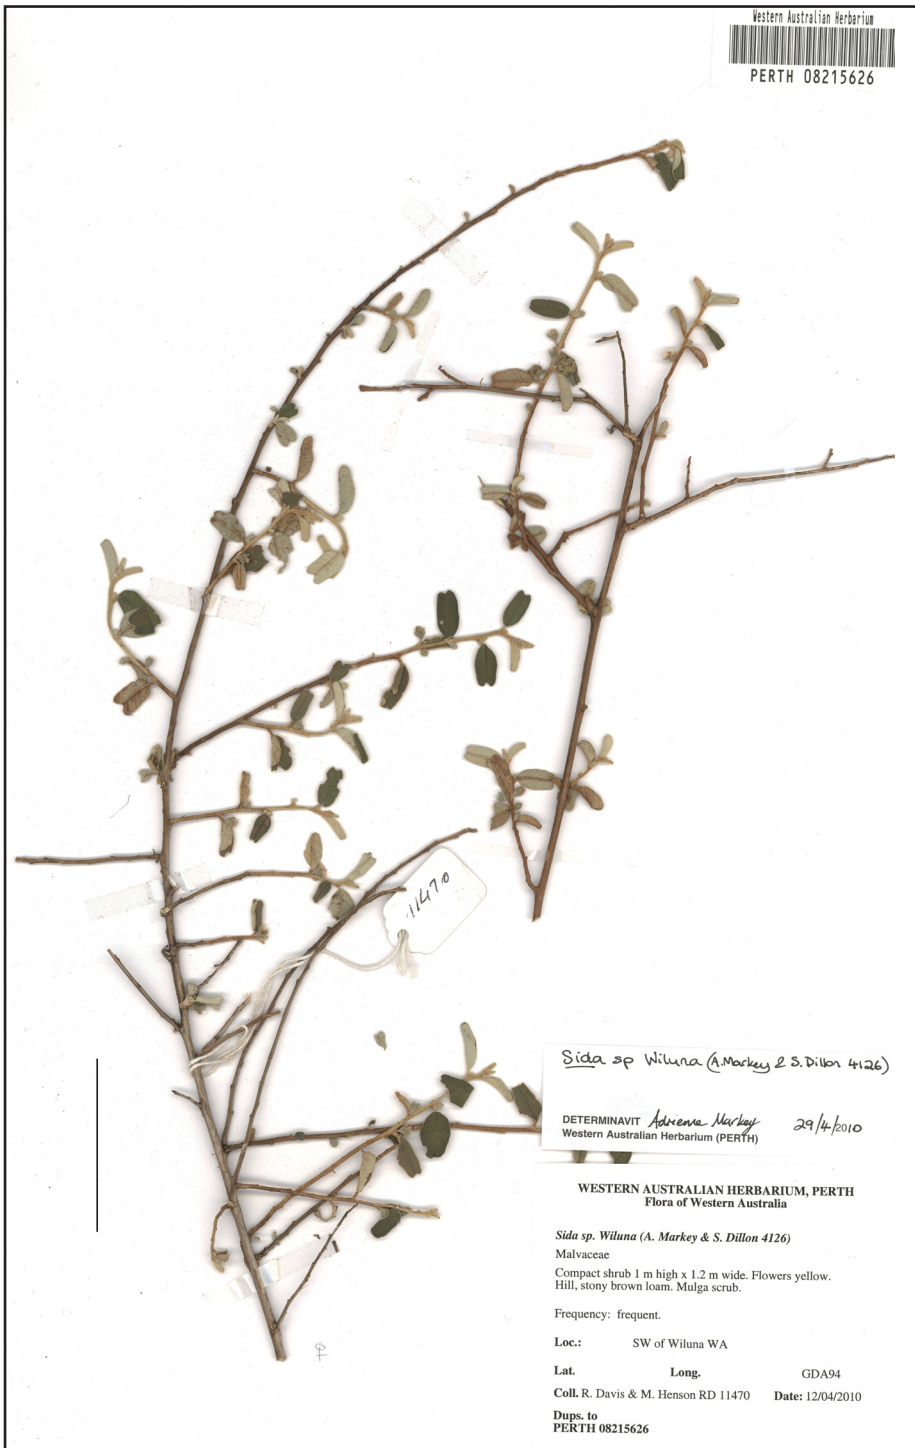 Western Australian Herbarium
PERTH 08215626
11470
Sida sp Wiluna (A.Markey & S.Dillon 4126)
DETERMINAVIT Adrienne Markey 29/4/2010
Western Australian Herbarium (PERTH)
WESTERN AUSTRALIAN HERBARIUM, PERTH
Flora of Western Australia
Sida sp. Wiluna (A. Markey & S. Dillon 4126)
Malvaceae
Compact shrub 1 m high x 1.2 m wide. Flowers yellow.
Hill, stony brown loam. Mulga scrub.
Frequency: frequent.
Loc.: SW of Wiluna WA
Lat. Long. GDA94
Coll. R. Davis & M. Henson RD 11470 Date: 12/04/2010
Dups. to
PERTH 08215626